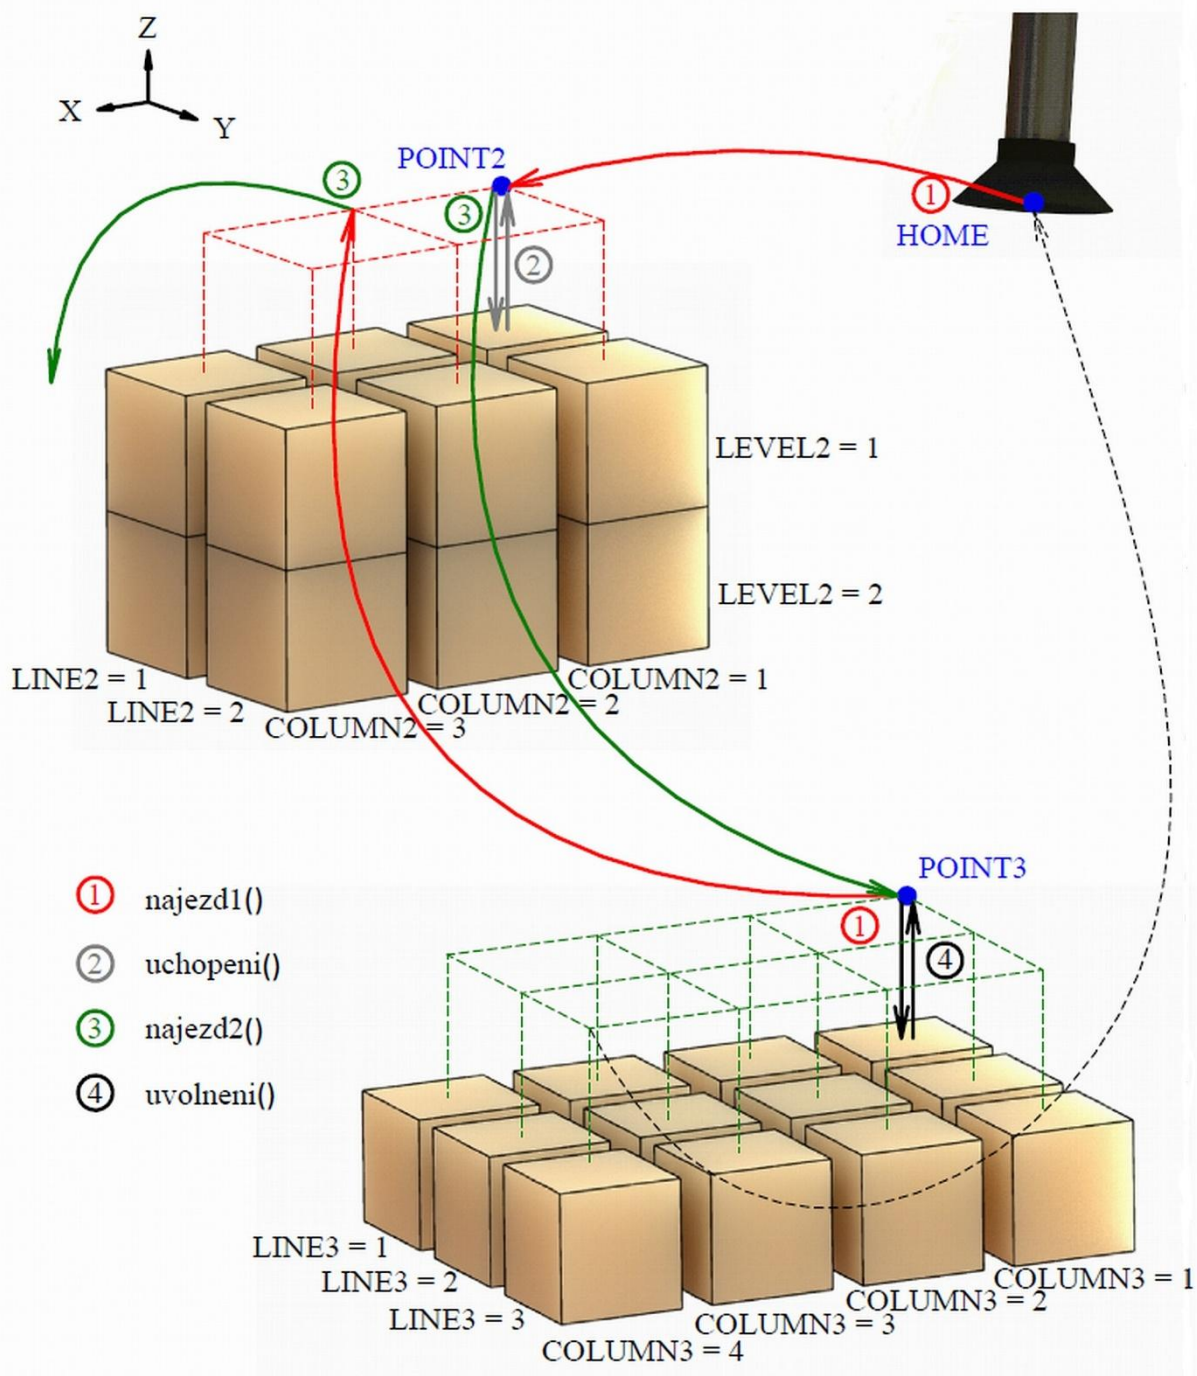 Z
X
Y
POINT2
3
3
1
HOME
2
LEVEL2 = 1
LEVEL2 = 2
LINE2 = 1
LINE2 = 2
COLUMN2 = 3
COLUMN2 = 2
COLUMN2 = 1
POINT3
1
4
1 najezd1()
2 uchopeni()
3 najezd2()
4 uvolneni()
LINE3 = 1
LINE3 = 2
LINE3 = 3
COLUMN3 = 4
COLUMN3 = 3
COLUMN3 = 2
COLUMN3 = 1